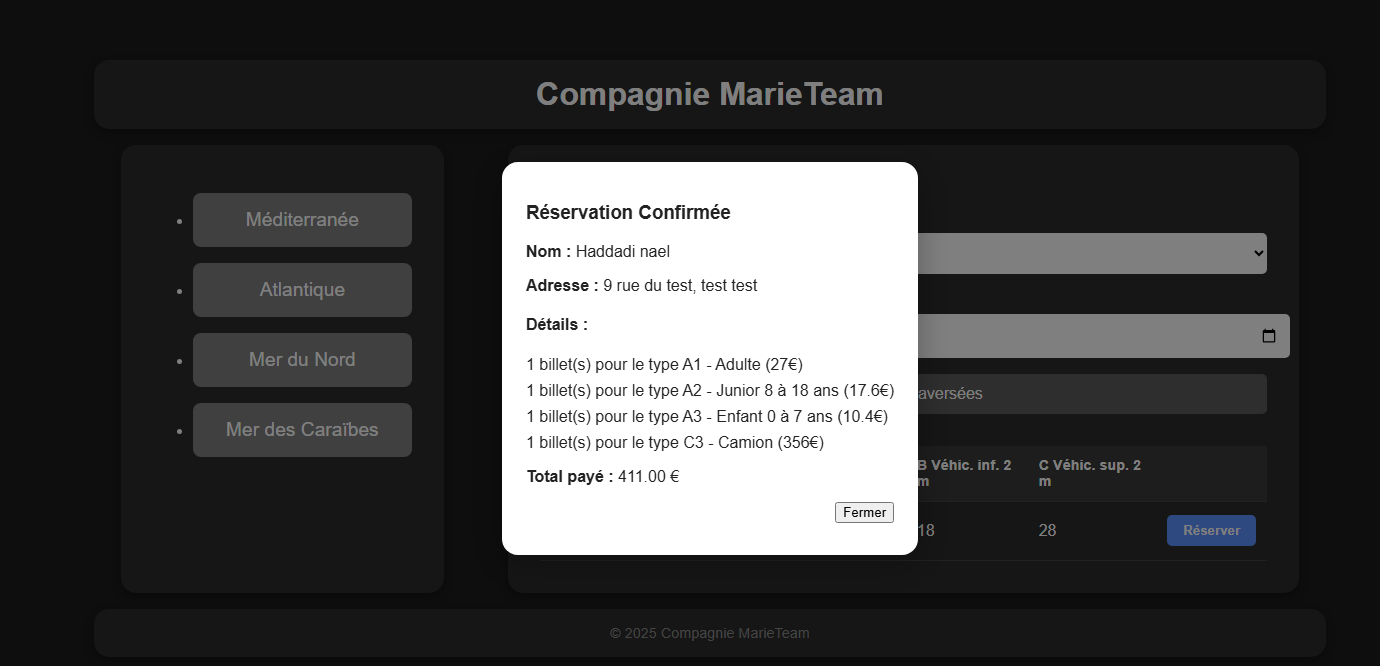 Compagnie MarieTeam
Méditerranée
Atlantique
Mer du Nord
Mer des Caraïbes
Réservation Confirmée
Nom : Haddadi nael
Adresse : 9 rue du test, test test
Détails :
1 billet(s) pour le type A1 - Adulte (27€)
1 billet(s) pour le type A2 - Junior 8 à 18 ans (17.6€)
1 billet(s) pour le type A3 - Enfant 0 à 7 ans (10.4€)
1 billet(s) pour le type C3 - Camion (356€)
Total payé : 411.00 €
Fermer
aversées
B Véhic. inf. 2
m
C Véhic. sup. 2
m
18
28
Réserver
© 2025 Compagnie MarieTeam